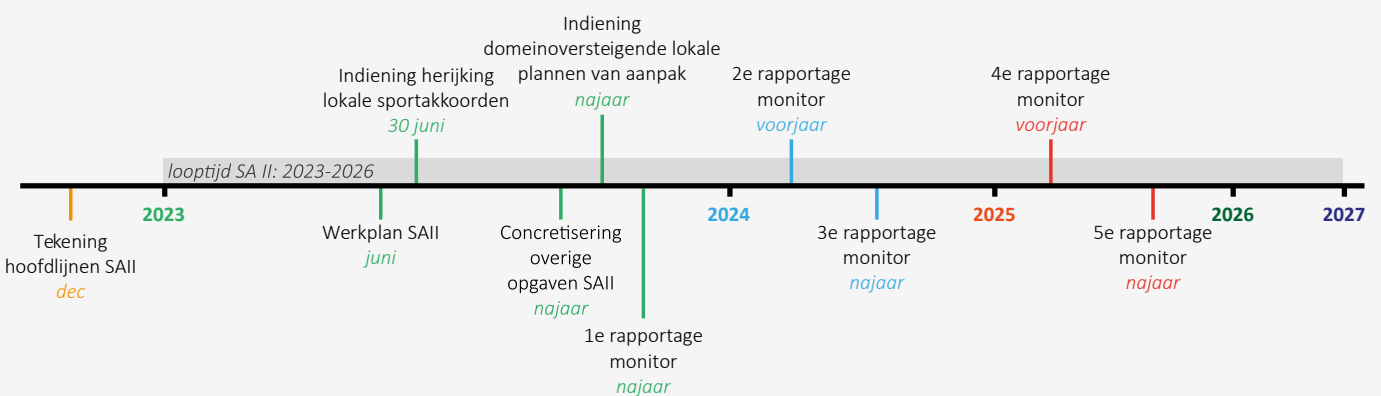 Indiening
domeinoversteigende lokale
plannen van aanpak
najaar
Indiening herijking
lokale sportakkoorden
30 juni
2e rapportage
monitor
voorjaar
4e rapportage
monitor
voorjaar
looptijd SA II: 2023-2026
2023
2024
2025
2026
2027
Tekening
hoofdlijnen SAII
dec
Werkplan SAII
juni
Concretisering
overige
opgaven SAII
najaar
1e rapportage
monitor
najaar
3e rapportage
monitor
najaar
5e rapportage
monitor
najaar